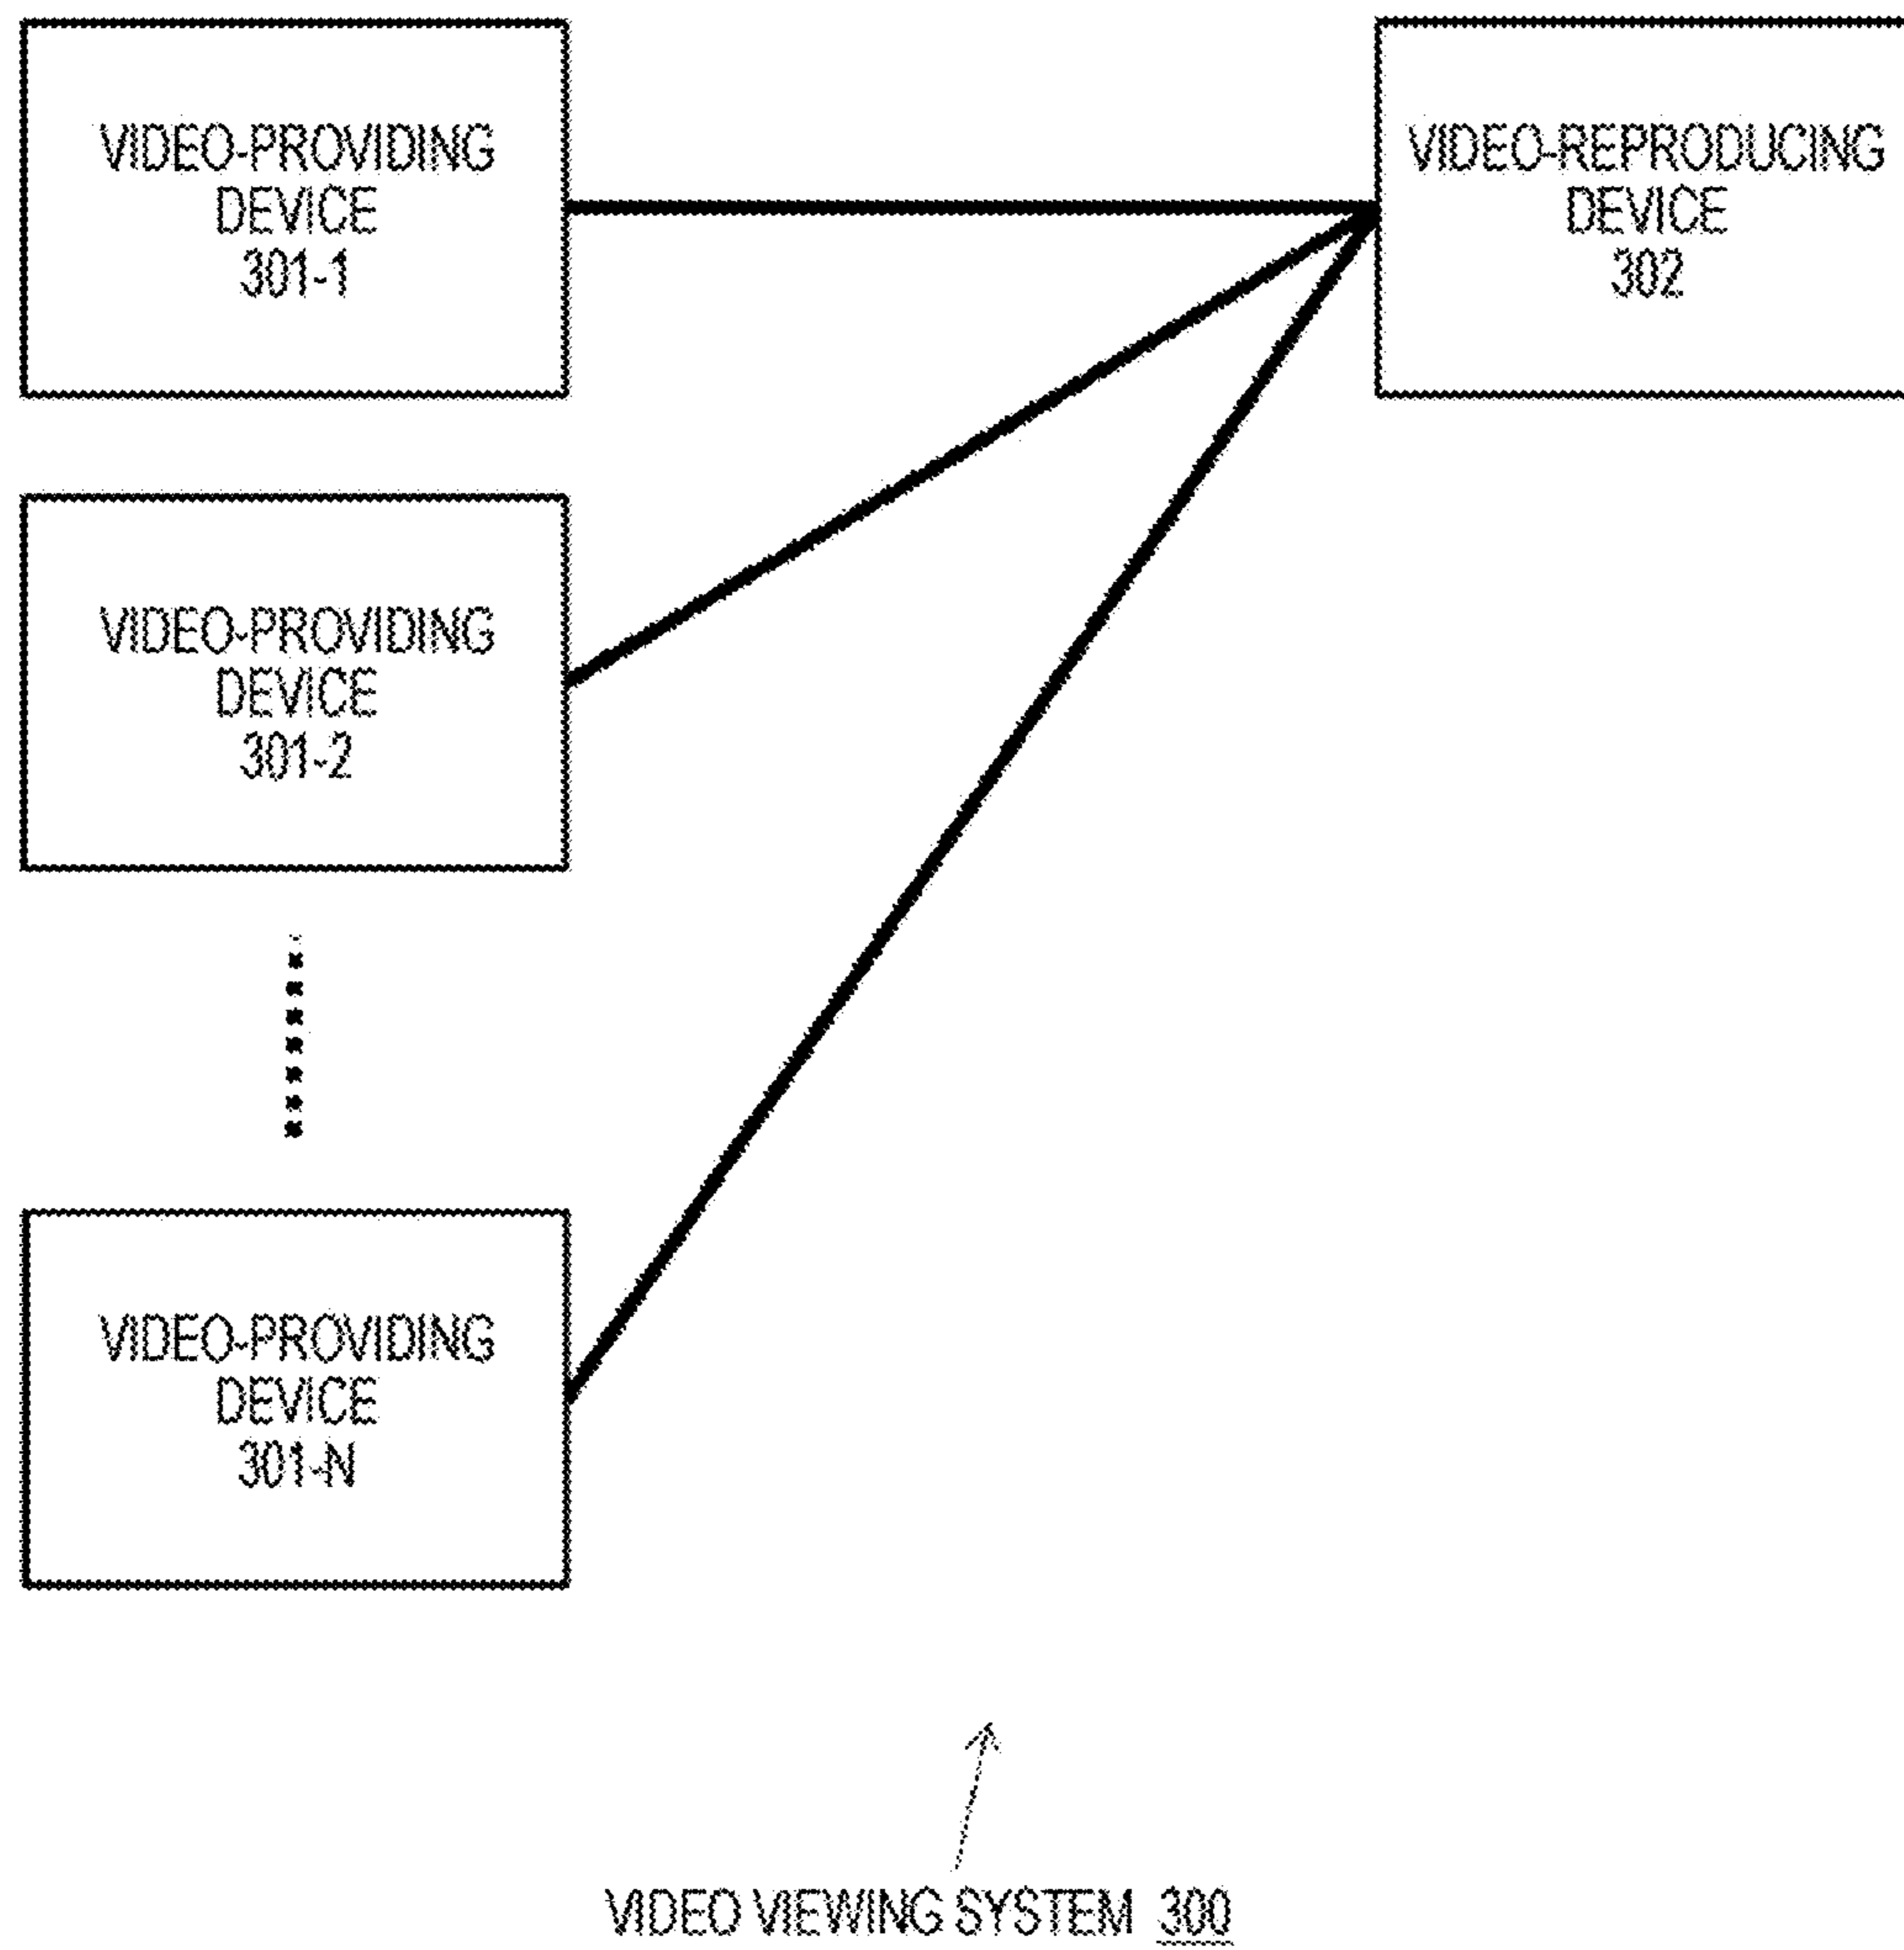 VIDEO-PROVIDING
DEVICE
301-1
VIDEO-REPRODUCING
DEVICE
302
VIDEO-PROVIDING
DEVICE
301-2
VIDEO-PROVIDING
DEVICE
301-N
VIDEO VIEWING SYSTEM 300